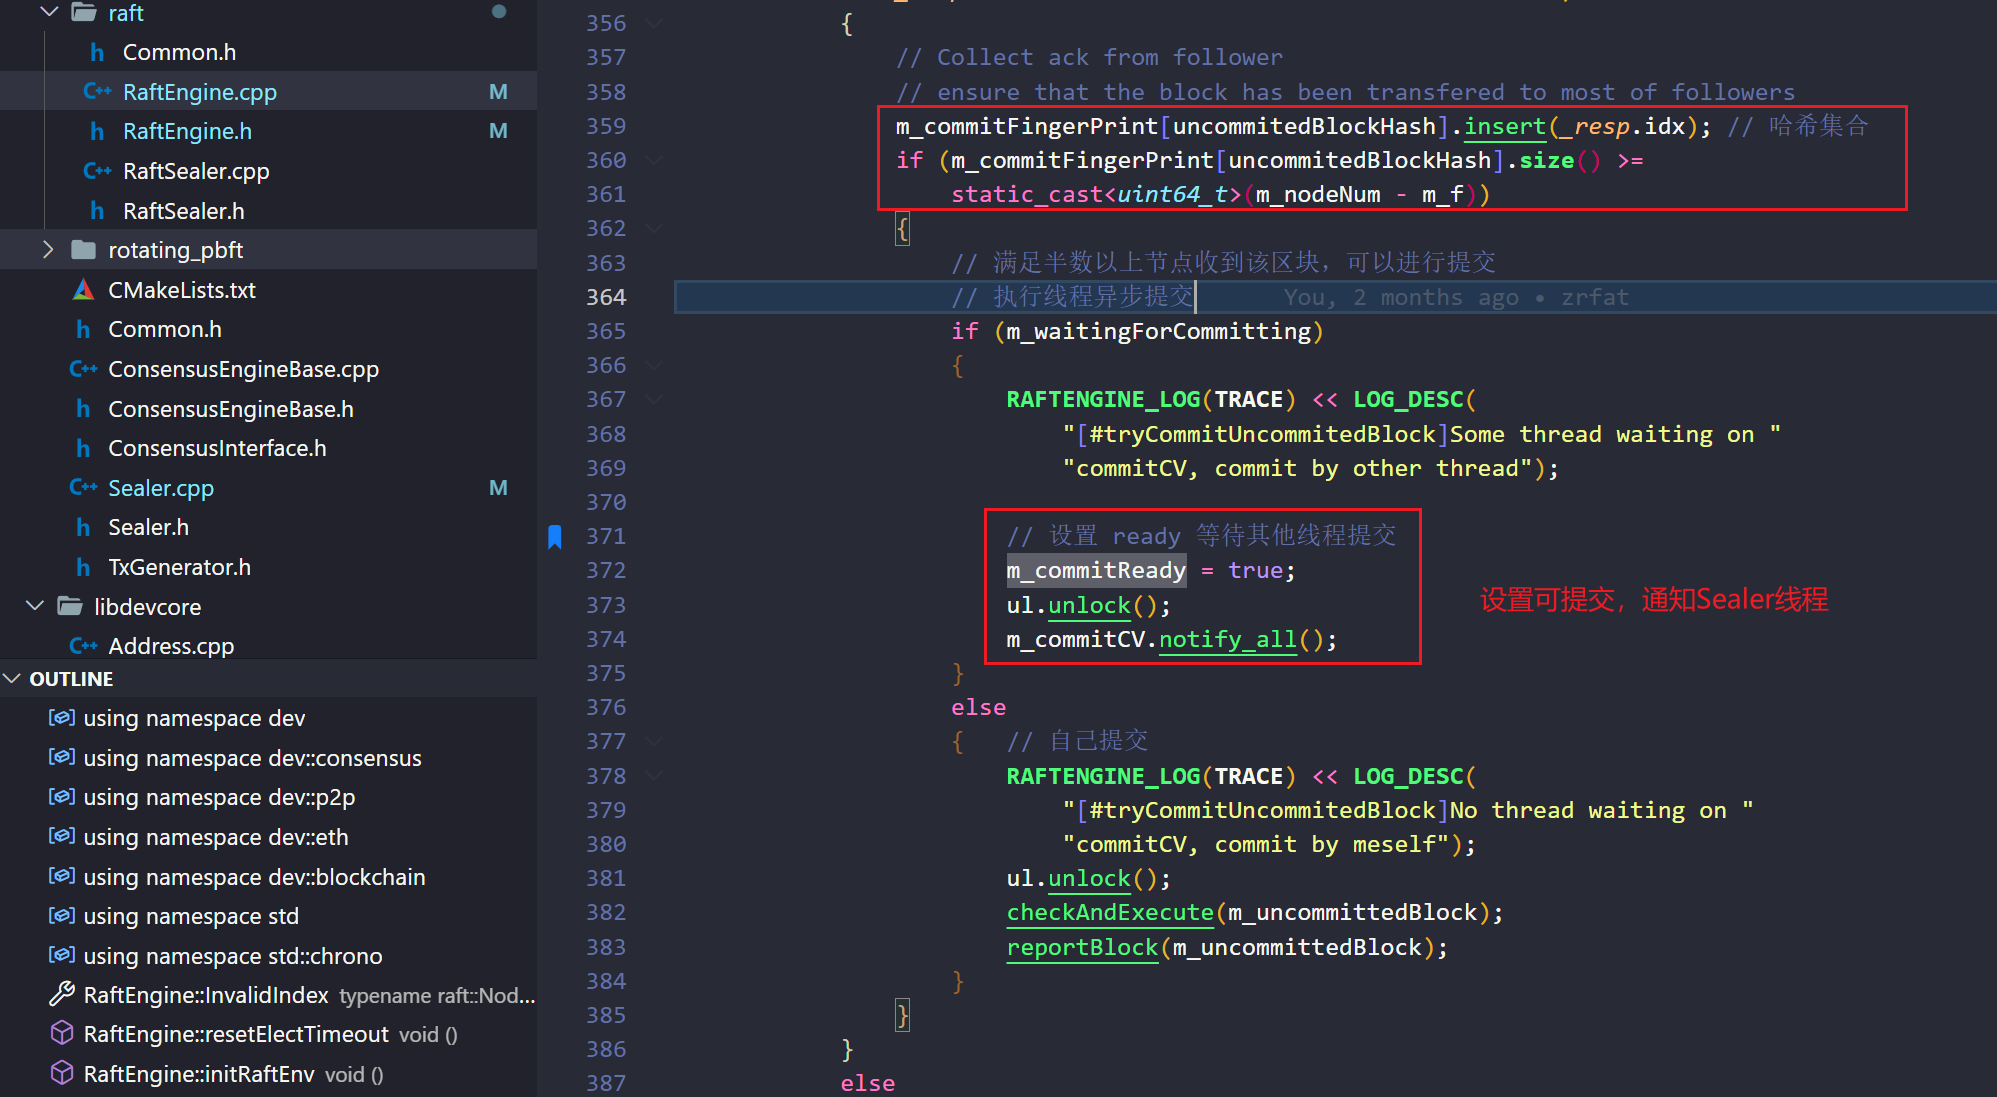 raft
Common.h
RaftEngine.cpp M
RaftEngine.h M
RaftSealer.cpp
RaftSealer.h
rotating_pbft
CMakeLists.txt
Common.h
ConsensusEngineBase.cpp
ConsensusEngineBase.h
ConsensusInterface.h
Sealer.cpp M
Sealer.h
TxGenerator.h
libdevcore
Address.cpp
OUTLINE
using namespace dev
using namespace dev::consensus
using namespace dev::p2p
using namespace dev::eth
using namespace dev::blockchain
using namespace std
using namespace std::chrono
RaftEngine::InvalidIndex typename raft::Nod...
RaftEngine::resetElectTimeout void ()
RaftEngine::initRaftEnv void ()
356 {
357 // Collect ack from follower
358 // ensure that the block has been transfered to most of followers
359 m_commitFingerPrint[uncommitedBlockHash].insert(_resp.idx); // 哈希集合
360 if (m_commitFingerPrint[uncommitedBlockHash].size() >=
361 static_cast<uint64_t>(m_nodeNum - m_f))
362 {
363 // 满足半数以上节点收到该区块，可以进行提交
364 // 执行线程异步提交 You, 2 months ago • zrfat
365 if (m_waitingForCommitting)
366 {
367 RAFTENGINE_LOG(TRACE) << LOG_DESC(
368 "[#tryCommitUncommitedBlock]Some thread waiting on "
369 "commitCV, commit by other thread");
370
371 // 设置 ready 等待其他线程提交
372 m_commitReady = true;
373 ul.unlock();
374 m_commitCV.notify_all();
设置可提交，通知Sealer线程
375 }
376 else
377 { // 自己提交
378 RAFTENGINE_LOG(TRACE) << LOG_DESC(
379 "[#tryCommitUncommitedBlock]No thread waiting on "
380 "commitCV, commit by meself");
381 ul.unlock();
382 checkAndExecute(m_uncommittedBlock);
383 reportBlock(m_uncommittedBlock);
384 }
385 }
386 }
387 else